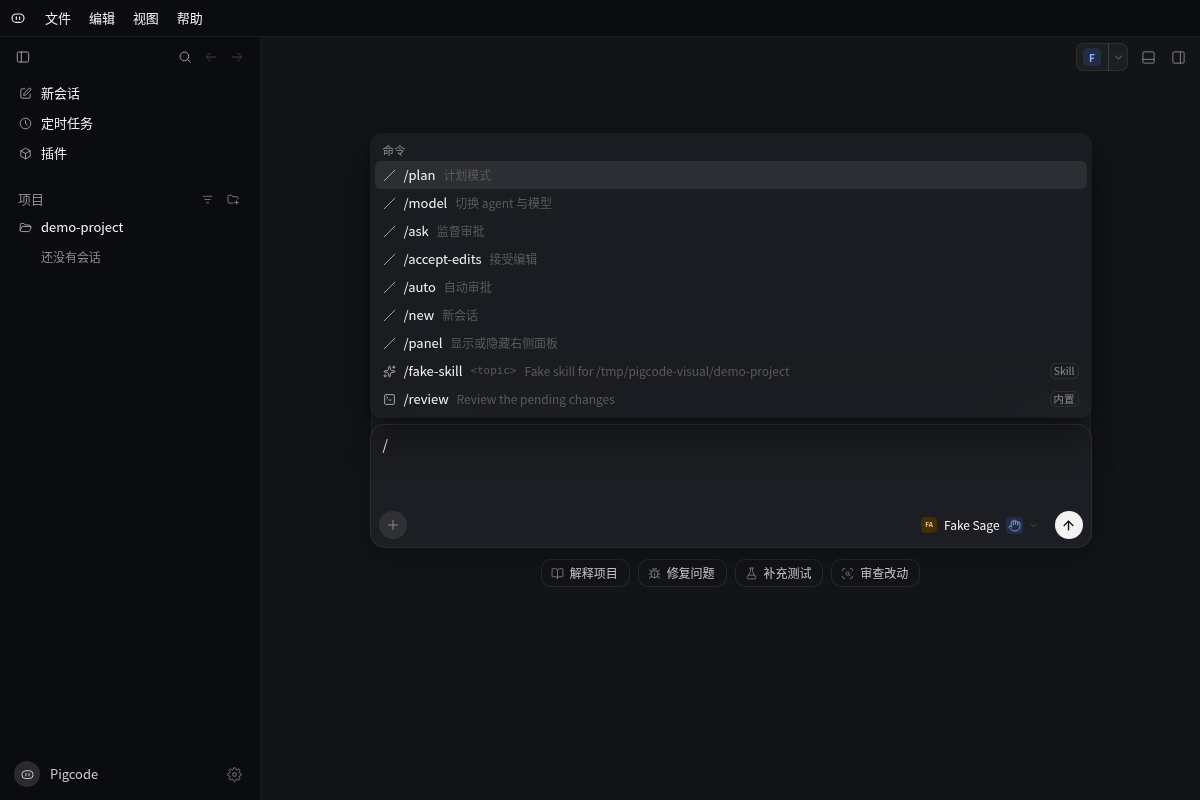 文件 编辑 视图 帮助
新会话
定时任务
插件
项目
demo-project
还没有会话
F
命令
/plan 计划模式
/model 切换 agent 与模型
/ask 监督审批
/accept-edits 接受编辑
/auto 自动审批
/new 新会话
/panel 显示或隐藏右侧面板
/fake-skill <topic> Fake skill for /tmp/pigcode-visual/demo-project Skill
/review Review the pending changes 内置
/
FA Fake Sage
解释项目 修复问题 补充测试 审查改动
Pigcode